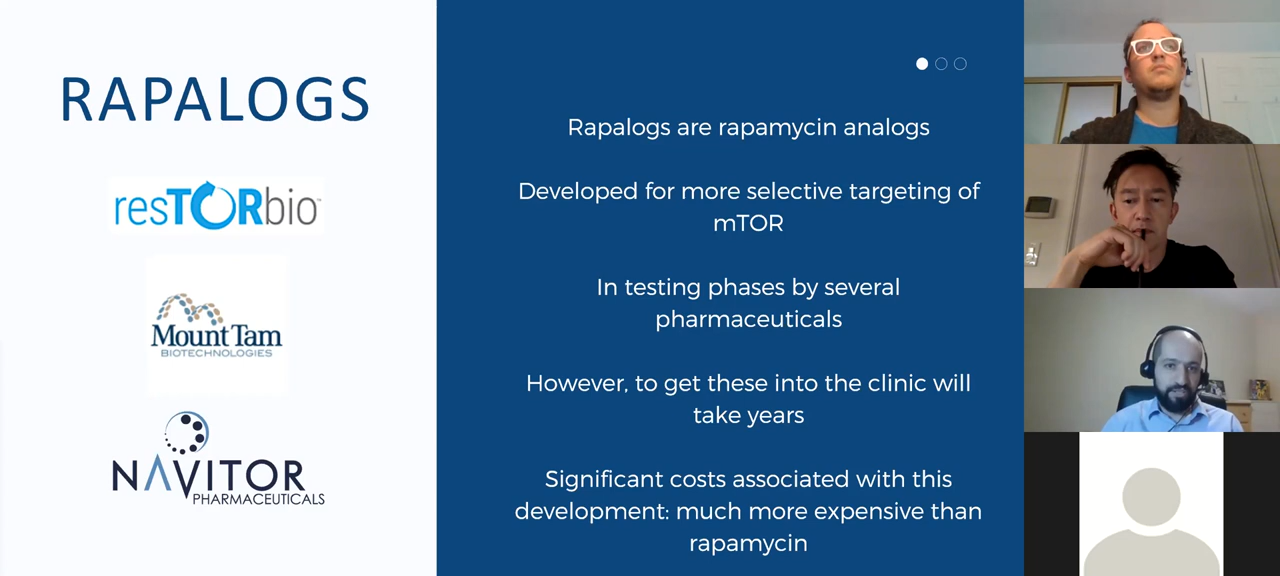 RAPALOGS
resTORbio™
Mount Tam
BIOTECHNOLOGIES
NAVITOR
PHARMACEUTICALS
Rapalogs are rapamycin analogs
Developed for more selective targeting of
mTOR
In testing phases by several
pharmaceuticals
However, to get these into the clinic will
take years
Significant costs associated with this
development: much more expensive than
rapamycin